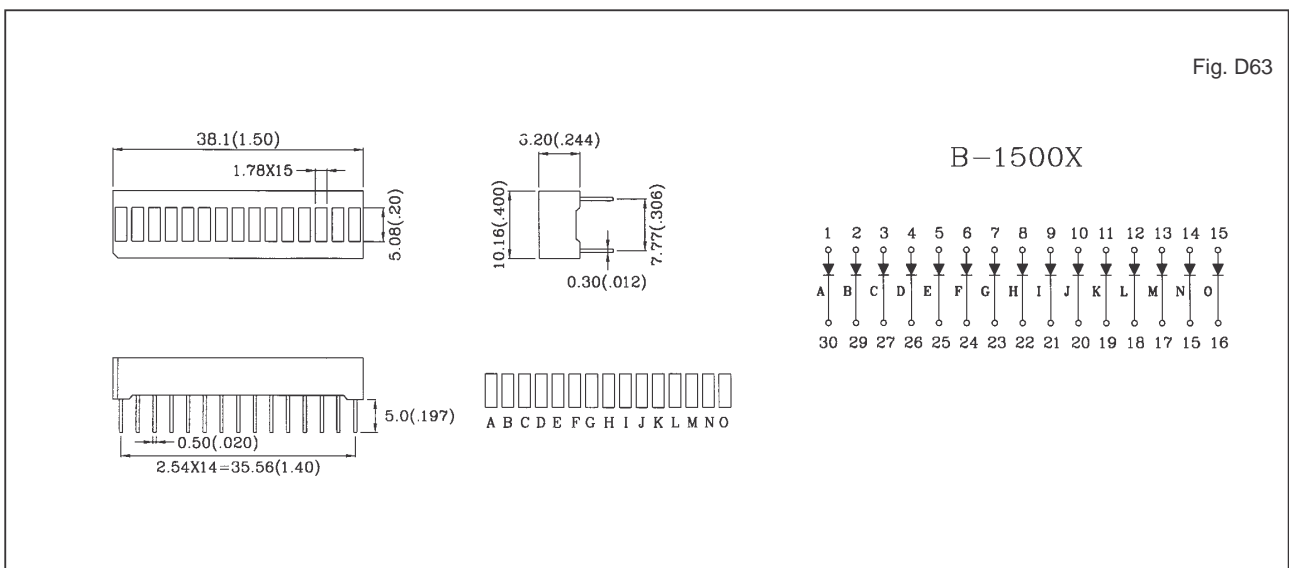 Fig. D63
38.1(1.50)
1.78X15
5.08(.20)
6.20(.244)
10.16(.400)
7.77(.306)
0.30(.012)
B-1500X
1 2 3 4 5 6 7 8 9 10 11 12 13 14 15
A B C D E F G H I J K L M N O
30 29 27 26 25 24 23 22 21 20 19 18 17 15 16
5.0(.197)
0.50(.020)
2.54X14=35.56(1.40)
A B C D E F G H I J K L M N O